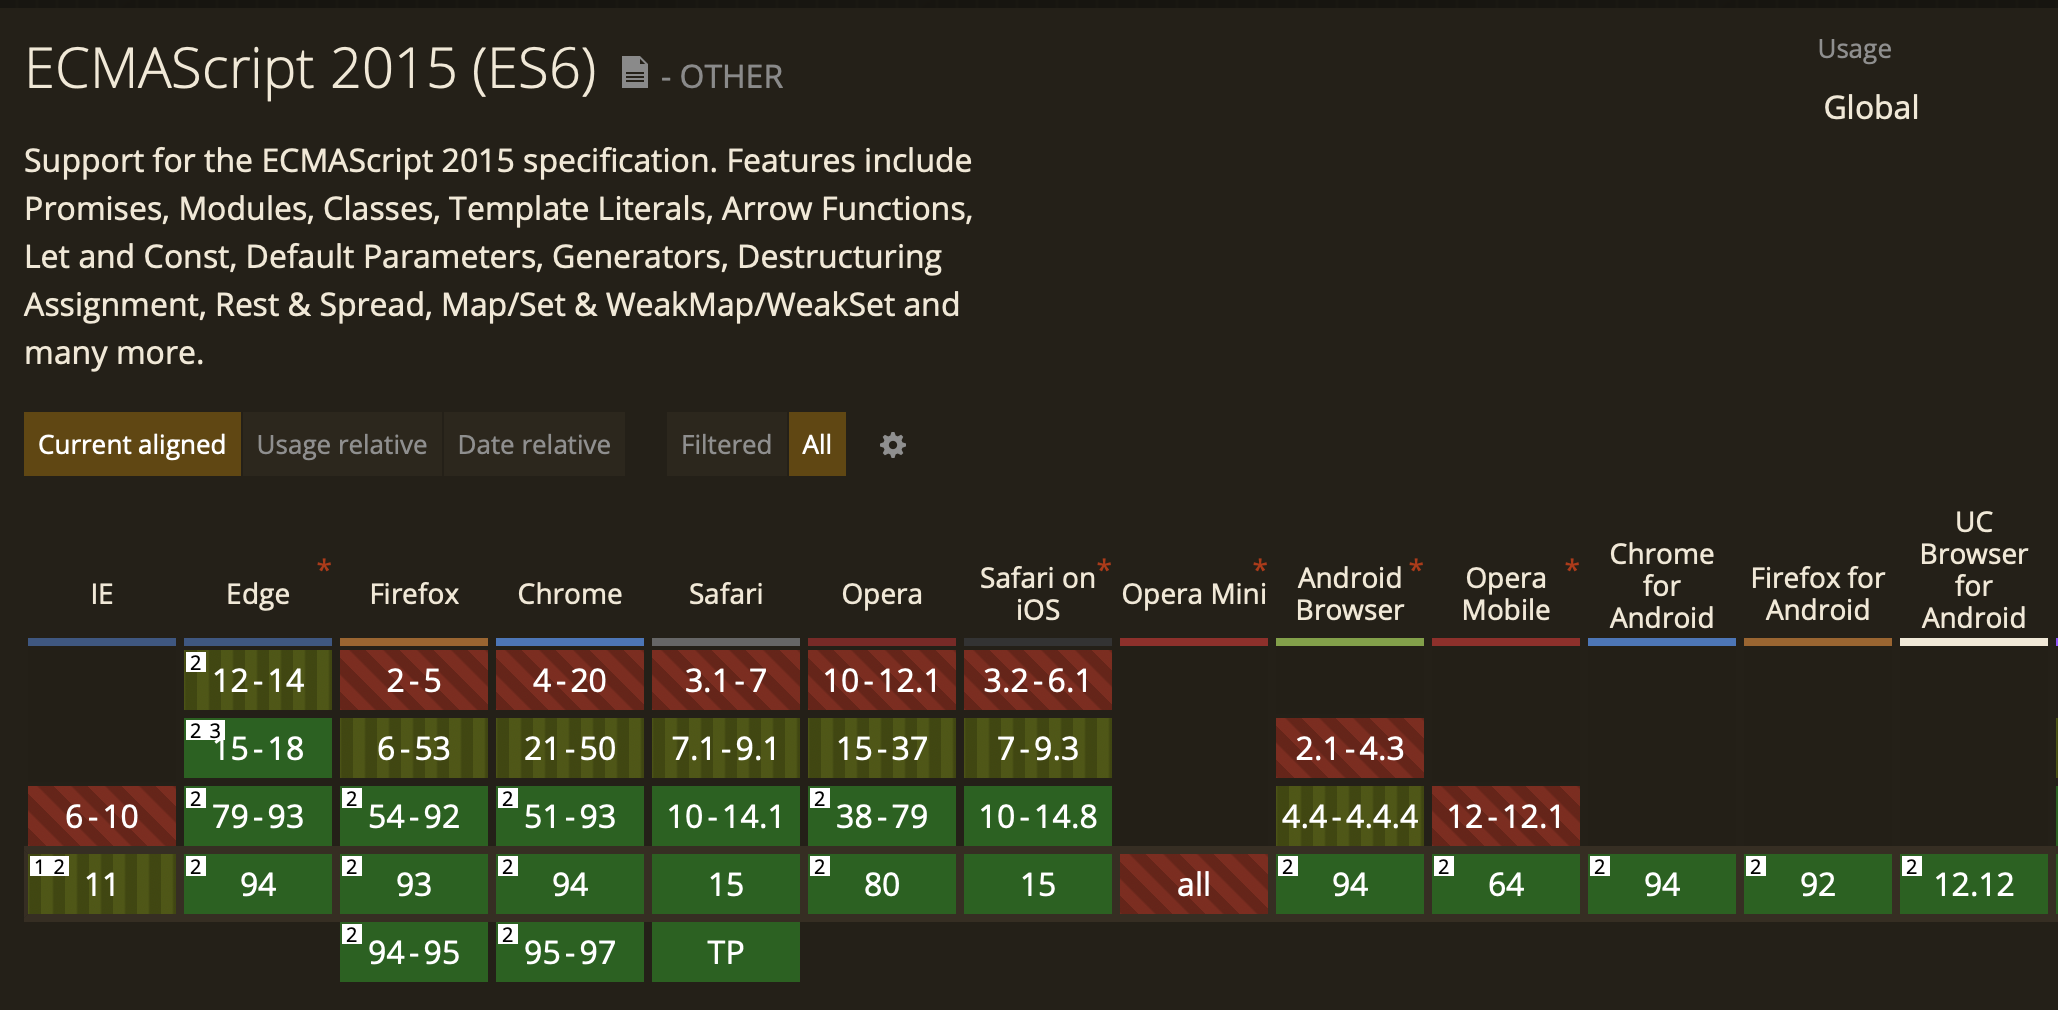 ECMAScript 2015 (ES6) - OTHER
Usage
Global
Support for the ECMAScript 2015 specification. Features include
Promises, Modules, Classes, Template Literals, Arrow Functions,
Let and Const, Default Parameters, Generators, Destructuring
Assignment, Rest & Spread, Map/Set & WeakMap/WeakSet and
many more.
Current aligned Usage relative Date relative Filtered All
IE Edge * Firefox Chrome Safari Opera Safari on iOS * Opera Mini * Android Browser * Opera Mobile * Chrome for Android Firefox for Android UC Browser for Android
2 12-14 2-5 4-20 3.1-7 10-12.1 3.2-6.1
2 3 15-18 6-53 21-50 7.1-9.1 15-37 7-9.3 2.1-4.3
6-10 2 79-93 2 54-92 2 51-93 10-14.1 2 38-79 10-14.8 4.4-4.4.4 12-12.1
1 2 11 2 94 2 93 2 94 15 2 80 15 all 2 94 2 64 2 94 2 92 2 12.12
2 94-95 2 95-97 TP